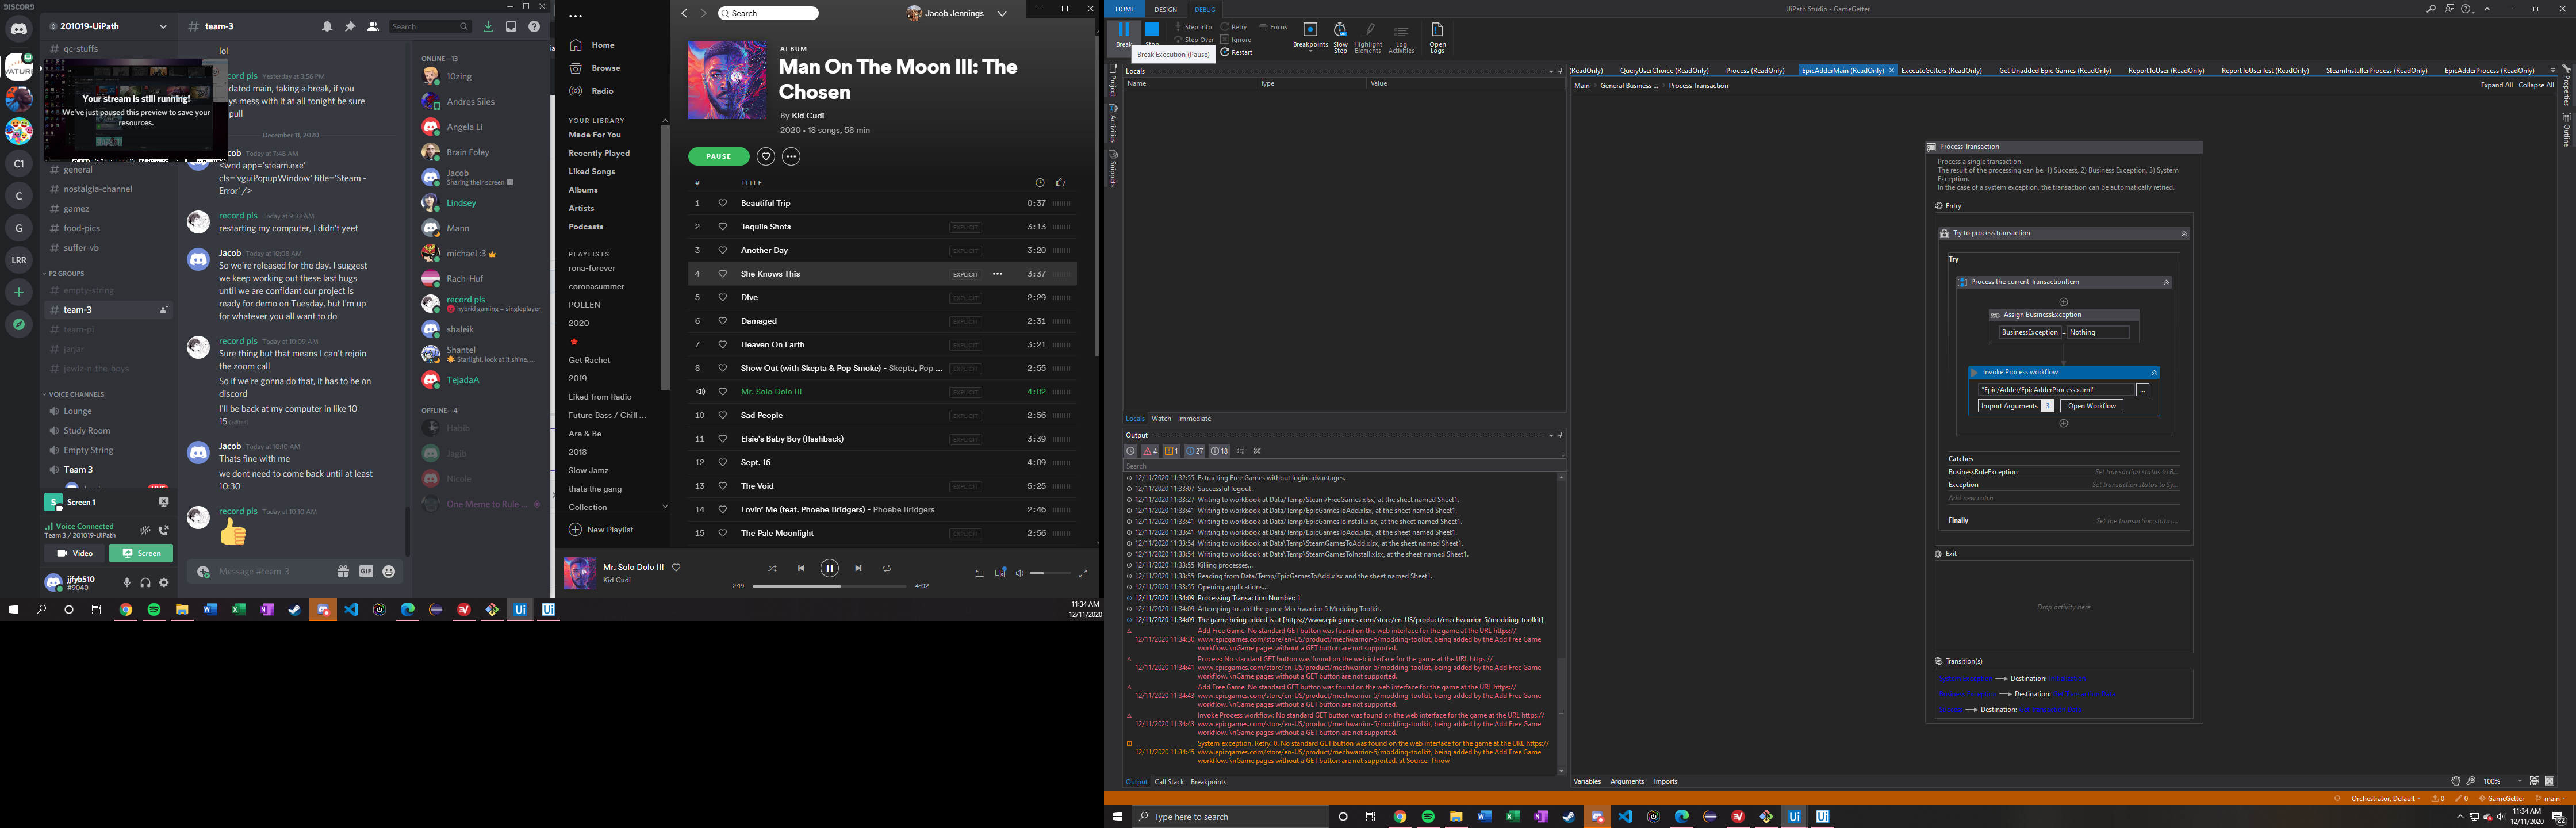 DISCORD
201019-UiPath
# team-3
Search
# qc-stuffs
Your stream is still running!
We've just paused this preview to save your resources.
# general
# nostalgia-channel
# gamez
# food-pics
# suffer-vb
P2 GROUPS
# empty-string
# team-3
# team-pi
# jarjar
# jewlz-n-the-boys
VOICE CHANNELS
Lounge
Study Room
Empty String
Team 3
LIVE
Screen 1
Voice Connected
Team 3 / 201019-UiPath
Video
Screen
jjfyb510
#9040
C1
C
G
LRR
lol
cord pls Yesterday at 3:56 PM
dated main, taking a break, if you
ys mess with it at all tonight be sure
pull
December 11, 2020
ob Today at 7:48 AM
<wnd app='steam.exe'
cls='vguiPopupWindow' title='Steam -
Error' />
record pls Today at 9:33 AM
restarting my computer, I didn't yeet
Jacob Today at 10:08 AM
So we're released for the day. I suggest
we keep working out these last bugs
until we are confidant our project is
ready for demo on Tuesday, but I'm up
for whatever you all want to do
record pls Today at 10:09 AM
Sure thing but that means I can't rejoin
the zoom call
So if we're gonna do that, it has to be on
discord
I'll be back at my computer in like 10-
15 (edited)
Jacob Today at 10:10 AM
Thats fine with me
we dont need to come back until at least
10:30
record pls Today at 10:10 AM
Message #team-3
GIF
ONLINE—13
10zing
Andres Siles
Angela Li
Brain Foley
Jacob
Sharing their screen
Lindsey
Mann
michael :3
Rach-Huf
record pls
hybrid gaming = singleplayer
shaleik
Shantel
Starlight, look at it shine. ...
TejadaA
OFFLINE—4
Habib
Jagib
Nicole
One Meme to Rule ...
Home
Browse
Radio
YOUR LIBRARY
Made For You
Recently Played
Liked Songs
Albums
Artists
Podcasts
PLAYLISTS
rona-forever
coronasummer
POLLEN
2020
Get Rachet
2019
Liked from Radio
Future Bass / Chill ...
Are & Be
2018
Slow Jamz
thats the gang
Collection
New Playlist
Search
Jacob Jennings
ALBUM
Man On The Moon III: The
Chosen
By Kid Cudi
2020 • 18 songs, 58 min
PAUSE
# TITLE
1 Beautiful Trip 0:37
2 Tequila Shots EXPLICIT 3:13
3 Another Day EXPLICIT 3:20
4 She Knows This EXPLICIT 3:37
5 Dive EXPLICIT 2:29
6 Damaged EXPLICIT 2:31
7 Heaven On Earth EXPLICIT 3:21
8 Show Out (with Skepta & Pop Smoke) - Skepta, Pop ... EXPLICIT 2:55
Mr. Solo Dolo III EXPLICIT 4:02
10 Sad People EXPLICIT 2:56
11 Elsie's Baby Boy (flashback) EXPLICIT 3:39
12 Sept. 16 EXPLICIT 4:09
13 The Void EXPLICIT 5:25
14 Lovin' Me (feat. Phoebe Bridgers) - Phoebe Bridgers 2:46
15 The Pale Moonlight EXPLICIT 2:56
Mr. Solo Dolo III
Kid Cudi
2:19
4:02
11:34 AM
12/11/2020
HOME DESIGN DEBUG
UiPath Studio - GameGetter
Break
Stop
Step Into
Step Over
Retry
Ignore
Restart
Focus
Breakpoints
Slow Step
Highlight Elements
Log Activities
Open Logs
Break Execution (Pause)
Project
Activities
Snippets
Locals
Name Type Value
Locals Watch Immediate
Output
4 1 27 18
Search
12/11/2020 11:32:55 Extracting Free Games without login advantages.
12/11/2020 11:33:07 Successful logout.
12/11/2020 11:33:27 Writing to workbook at Data/Temp/Steam/FreeGames.xlsx, at the sheet named Sheet1.
12/11/2020 11:33:41 Writing to workbook at Data/Temp/EpicGamesToAdd.xlsx, at the sheet named Sheet1.
12/11/2020 11:33:41 Writing to workbook at Data/Temp/EpicGamesToInstall.xlsx, at the sheet named Sheet1.
12/11/2020 11:33:41 Writing to workbook at Data/Temp/EpicGamesToAdd.xlsx, at the sheet named Sheet1.
12/11/2020 11:33:54 Writing to workbook at Data\Temp\SteamGamesToAdd.xlsx, at the sheet named Sheet1.
12/11/2020 11:33:54 Writing to workbook at Data\Temp\SteamGamesToInstall.xlsx, at the sheet named Sheet1.
12/11/2020 11:33:55 Killing processes...
12/11/2020 11:33:55 Reading from Data/Temp/EpicGamesToAdd.xlsx and the sheet named Sheet1.
12/11/2020 11:33:55 Opening applications...
12/11/2020 11:34:09 Processing Transaction Number: 1
12/11/2020 11:34:09 Attemping to add the game Mechwarrior 5 Modding Toolkit.
12/11/2020 11:34:09 The game being added is at [https://www.epicgames.com/store/en-US/product/mechwarrior-5/modding-toolkit]
Add Free Game: No standard GET button was found on the web interface for the game at the URL https://
12/11/2020 11:34:30 www.epicgames.com/store/en-US/product/mechwarrior-5/modding-toolkit, being added by the Add Free Game
workflow. \nGame pages without a GET button are not supported.
Process: No standard GET button was found on the web interface for the game at the URL https://
12/11/2020 11:34:41 www.epicgames.com/store/en-US/product/mechwarrior-5/modding-toolkit, being added by the Add Free Game
workflow. \nGame pages without a GET button are not supported.
Add Free Game: No standard GET button was found on the web interface for the game at the URL https://
12/11/2020 11:34:43 www.epicgames.com/store/en-US/product/mechwarrior-5/modding-toolkit, being added by the Add Free Game
workflow. \nGame pages without a GET button are not supported.
Invoke Process workflow: No standard GET button was found on the web interface for the game at the URL https://
12/11/2020 11:34:43 www.epicgames.com/store/en-US/product/mechwarrior-5/modding-toolkit, being added by the Add Free Game
workflow. \nGame pages without a GET button are not supported.
System exception. Retry: 0. No standard GET button was found on the web interface for the game at the URL https://
12/11/2020 11:34:45 www.epicgames.com/store/en-US/product/mechwarrior-5/modding-toolkit, being added by the Add Free Game
workflow. \nGame pages without a GET button are not supported. at Source: Throw
Output Call Stack Breakpoints
(ReadOnly) QueryUserChoice (ReadOnly) Process (ReadOnly) EpicAdderMain (ReadOnly) ExecuteGetters (ReadOnly) Get Unadded Epic Games (ReadOnly) ReportToUser (ReadOnly) ReportToUserTest (ReadOnly) SteamInstallerProcess (ReadOnly) EpicAdderProcess (ReadOnly)
Main > General Business ... > Process Transaction
Expand All Collapse All
Properties
Outline
Process Transaction
Process a single transaction.
The result of the processing can be: 1) Success, 2) Business Exception, 3) System
Exception.
In the case of a system exception, the transaction can be automatically retried.
Entry
Try to process transaction
Try
Process the current TransactionItem
Assign BusinessException
BusinessException = Nothing
Invoke Process workflow
"Epic/Adder/EpicAdderProcess.xaml" ...
Import Arguments 3 Open Workflow
Catches
BusinessRuleException Set transaction status to B...
Exception Set transaction status to Sy...
Add new catch
Finally Set the transaction status...
Exit
Drag activity here
Transition(s)
Destination:
Destination:
Destination:
Variables Arguments Imports
100%
Orchestrator, Default 0 0 GameGetter main
Type here to search
11:34 AM
12/11/2020
22